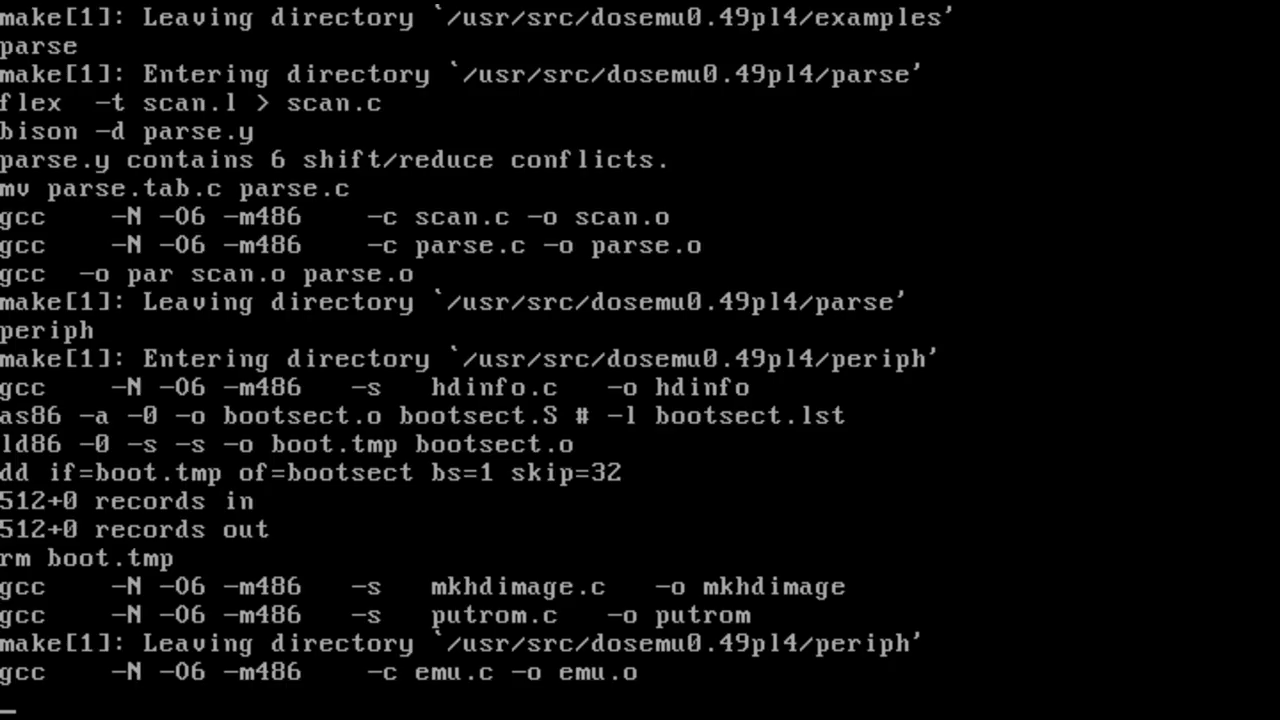 make[1]: Leaving directory `/usr/src/dosemu0.49pl4/examples'
parse
make[1]: Entering directory `/usr/src/dosemu0.49pl4/parse'
flex  -t scan.l > scan.c
bison -d parse.y
parse.y contains 6 shift/reduce conflicts.
mv parse.tab.c parse.c
gcc    -N -O6 -m486    -c scan.c -o scan.o
gcc    -N -O6 -m486    -c parse.c -o parse.o
gcc  -o par scan.o parse.o
make[1]: Leaving directory `/usr/src/dosemu0.49pl4/parse'
periph
make[1]: Entering directory `/usr/src/dosemu0.49pl4/periph'
gcc    -N -O6 -m486   -s   hdinfo.c   -o hdinfo
as86 -a -0 -o bootsect.o bootsect.S # -l bootsect.lst
ld86 -0 -s -s -o boot.tmp bootsect.o
dd if=boot.tmp of=bootsect bs=1 skip=32
512+0 records in
512+0 records out
rm boot.tmp
gcc    -N -O6 -m486   -s   mkhdimage.c   -o mkhdimage
gcc    -N -O6 -m486   -s   putrom.c   -o putrom
make[1]: Leaving directory `/usr/src/dosemu0.49pl4/periph'
gcc    -N -O6 -m486    -c emu.c -o emu.o